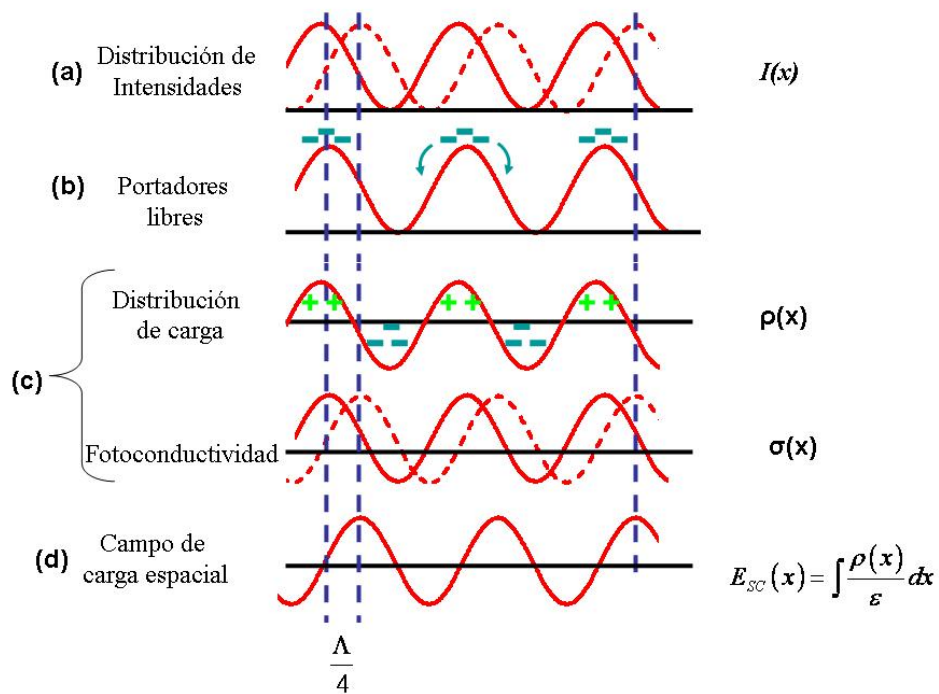 (a)
Distribución de
Intensidades
I(x)
(b)
Portadores
libres
(c)
Distribución
de carga
ρ(x)
Fotoconductividad
σ(x)
(d)
Campo de
carga espacial
E_SC(x) = ∫ ρ(x)/ε dx
Λ/4